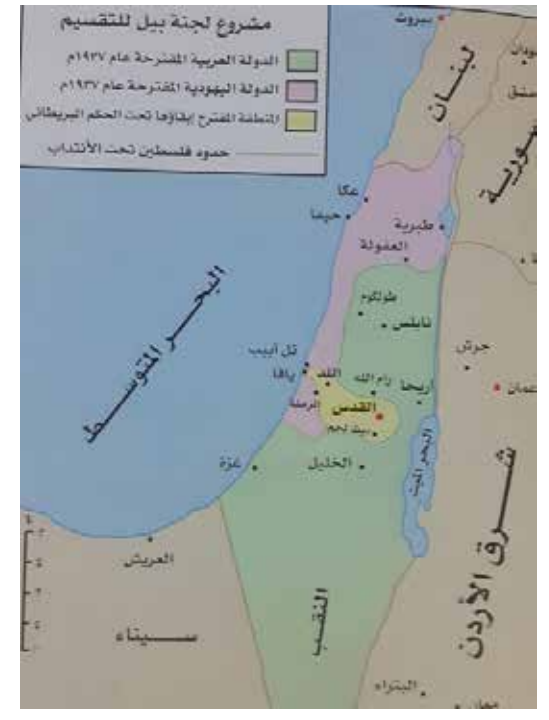 مشروع لجنة بيل للتقسيم
الدولة العربية المقترحة عام ١٩٣٧م
الدولة اليهودية المقترحة عام ١٩٣٧م
المنطقة المقترح إبقاؤها تحت الحكم البريطاني
حدود فلسطين تحت الأنتداب
بيروت
لبنان
سورية
عكا
حيفا
طبرية
العفولة
البحر المتوسط
طولكرم
نابلس
جرش
تل أبيب
يافا
اللد
رام الله
أريحا
عمان
الرملة
القدس
بيت لحم
البحر الميت
غزة
الخليل
شرق الأردن
العريش
سيناء
النقب
البتراء